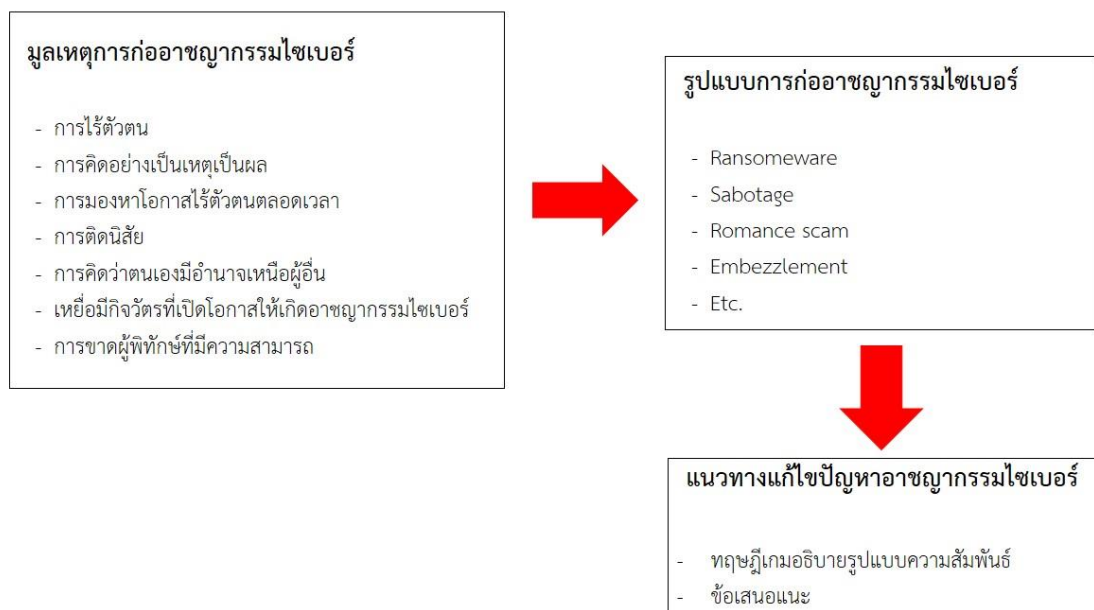 มูลเหตุการก่ออาชญากรรมไซเบอร์
- การไร้ตัวตน
- การคิดอย่างเป็นเหตุเป็นผล
- การมองหาโอกาสไร้ตัวตนตลอดเวลา
- การติดนิสัย
- การคิดว่าตนเองมีอำนาจเหนือผู้อื่น
- เหยื่อมีกิจวัตรที่เปิดโอกาสให้เกิดอาชญากรรมไซเบอร์
- การขาดผู้พิทักษ์ที่มีความสามารถ
รูปแบบการก่ออาชญากรรมไซเบอร์
- Ransomeware
- Sabotage
- Romance scam
- Embezzlement
- Etc.
แนวทางแก้ไขปัญหาอาชญากรรมไซเบอร์
- ทฤษฎีเกมอธิบายรูปแบบความสัมพันธ์
- ข้อเสนอแนะ